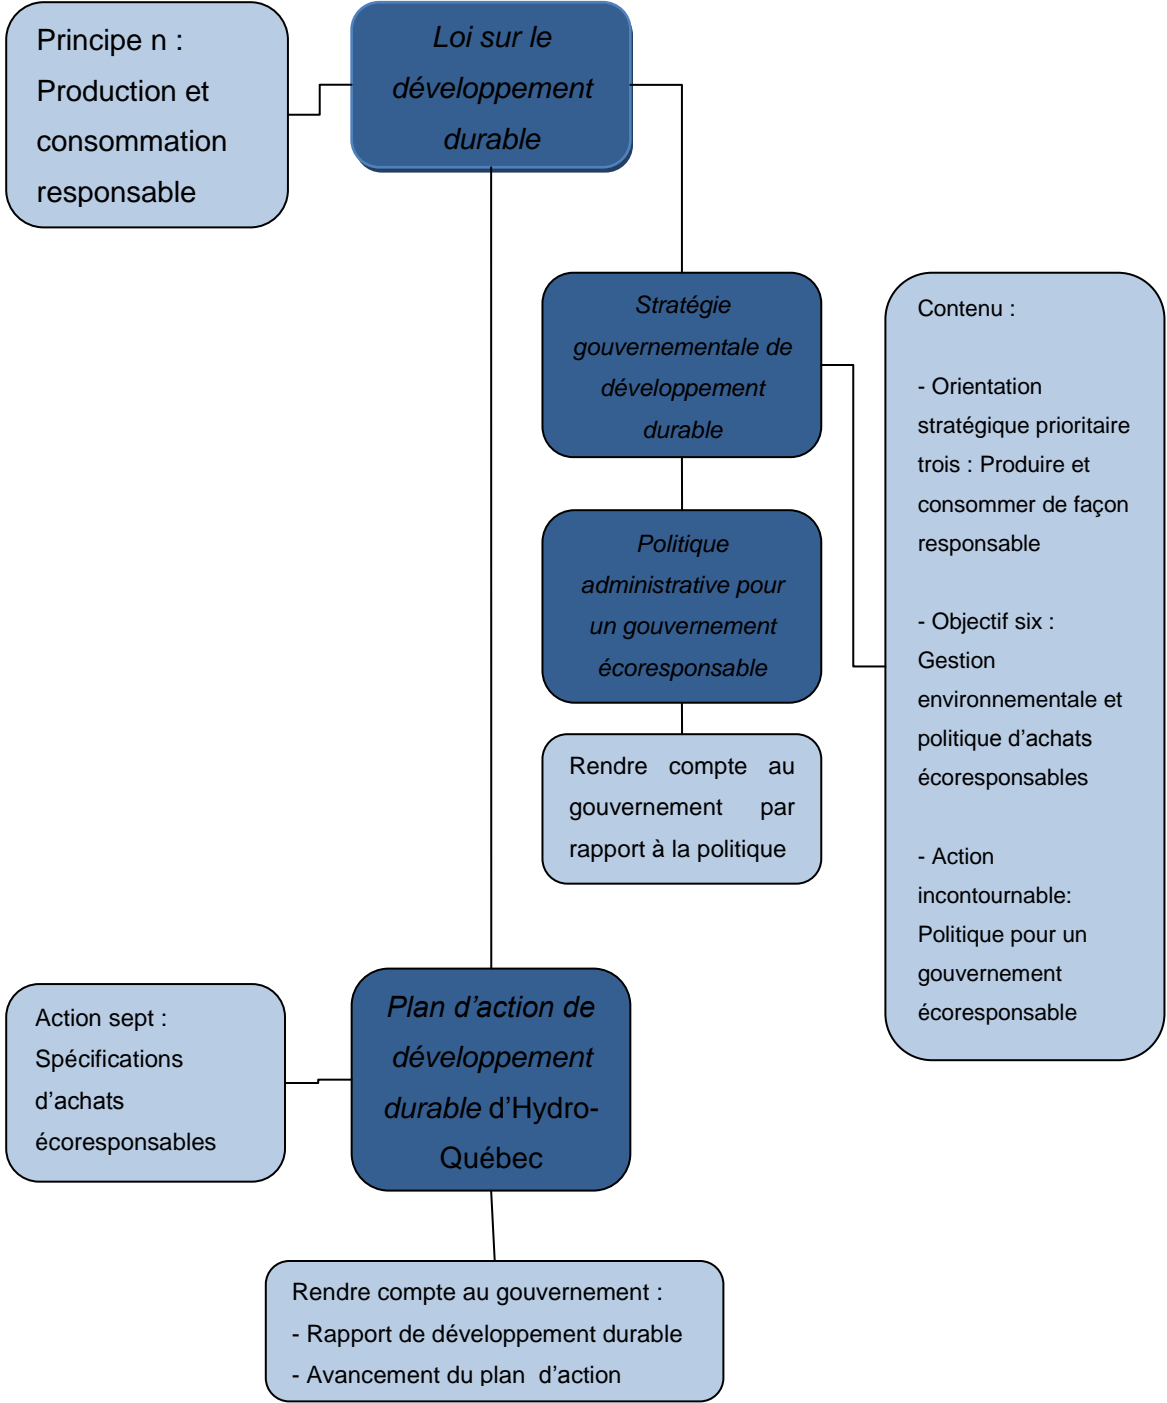 Principe n :
Production et
consommation
responsable
Loi sur le
développement
durable
Stratégie
gouvernementale de
développement
durable
Politique
administrative pour
un gouvernement
écoresponsable
Rendre compte au
gouvernement par
rapport à la politique
Contenu :
- Orientation
stratégique prioritaire
trois : Produire et
consommer de façon
responsable
- Objectif six :
Gestion
environnementale et
politique d’achats
écoresponsables
- Action
incontournable:
Politique pour un
gouvernement
écoresponsable
Action sept :
Spécifications
d’achats
écoresponsables
Plan d’action de
développement
durable d’Hydro-
Québec
Rendre compte au gouvernement :
- Rapport de développement durable
- Avancement du plan d’action